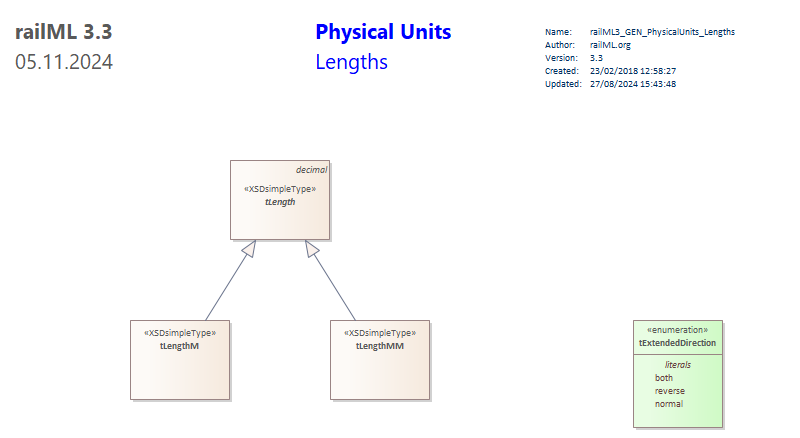 railML 3.3
05.11.2024
Physical Units
Lengths
Name: railML3_GEN_PhysicalUnits_Lengths
Author: railML.org
Version: 3.3
Created: 23/02/2018 12:58:27
Updated: 27/08/2024 15:43:48
decimal
«XSDsimpleType»
tLength
«XSDsimpleType»
tLengthM
«XSDsimpleType»
tLengthMM
«enumeration»
tExtendedDirection
literals
both
reverse
normal